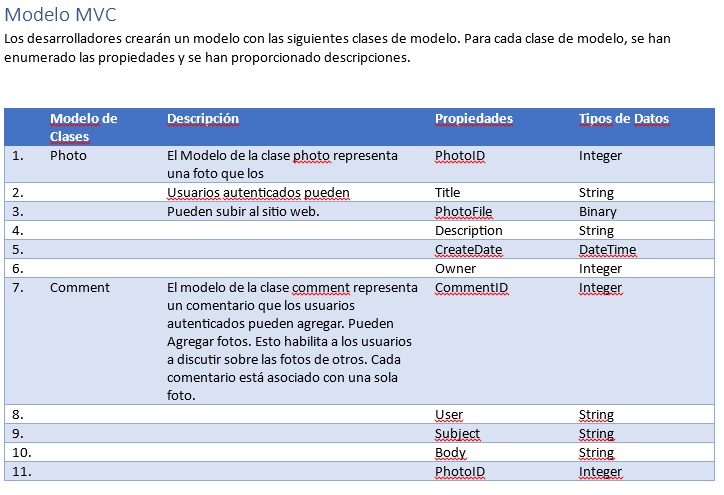 Modelo MVC
Los desarrolladores crearán un modelo con las siguientes clases de modelo. Para cada clase de modelo, se han
enumerado las propiedades y se han proporcionado descripciones.
Modelo de Clases Descripción Propiedades Tipos de Datos
1. Photo El Modelo de la clase photo representa PhotoID Integer
una foto que los
2. Usuarios autenticados pueden Title String
3. Pueden subir al sitio web. PhotoFile Binary
4. Description String
5. CreateDate DateTime
6. Owner Integer
7. Comment El modelo de la clase comment representa CommentID Integer
un comentario que los usuarios
autenticados pueden agregar. Pueden
Agregar fotos. Esto habilita a los usuarios
a discutir sobre las fotos de otros. Cada
comentario está asociado con una sola
foto.
8. User String
9. Subject String
10. Body String
11. PhotoID Integer